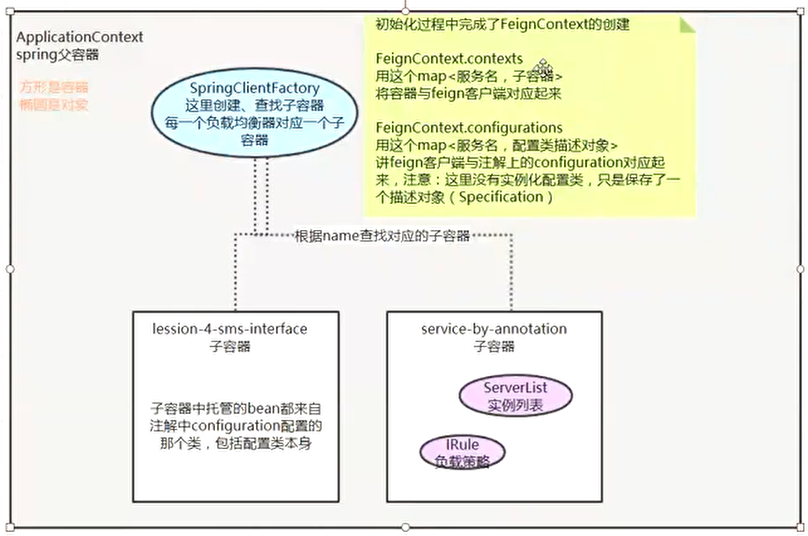 ApplicationContext
spring父容器
方形是容器
椭圆是对象
SpringClientFactory
这里创建、查找子容器
每一个负载均衡器对应一个子
容器
初始化过程中完成了FeignContext的创建
FeignContext.contexts
用这个map<服务名，子容器>
将容器与feign客户端对应起来
FeignContext.configurations
用这个map<服务名，配置类描述对象>
讲feign客户端与注解上的configuration对应起
来，注意：这里没有实例化配置类，只是保存了一
个描述对象（Specification）
根据name查找对应的子容器
lession-4-sms-interface
子容器
子容器中托管的bean都来自
注解中configuration配置的
那个类，包括配置类本身
service-by-annotation
子容器
ServerList
实例列表
IRule
负载策略